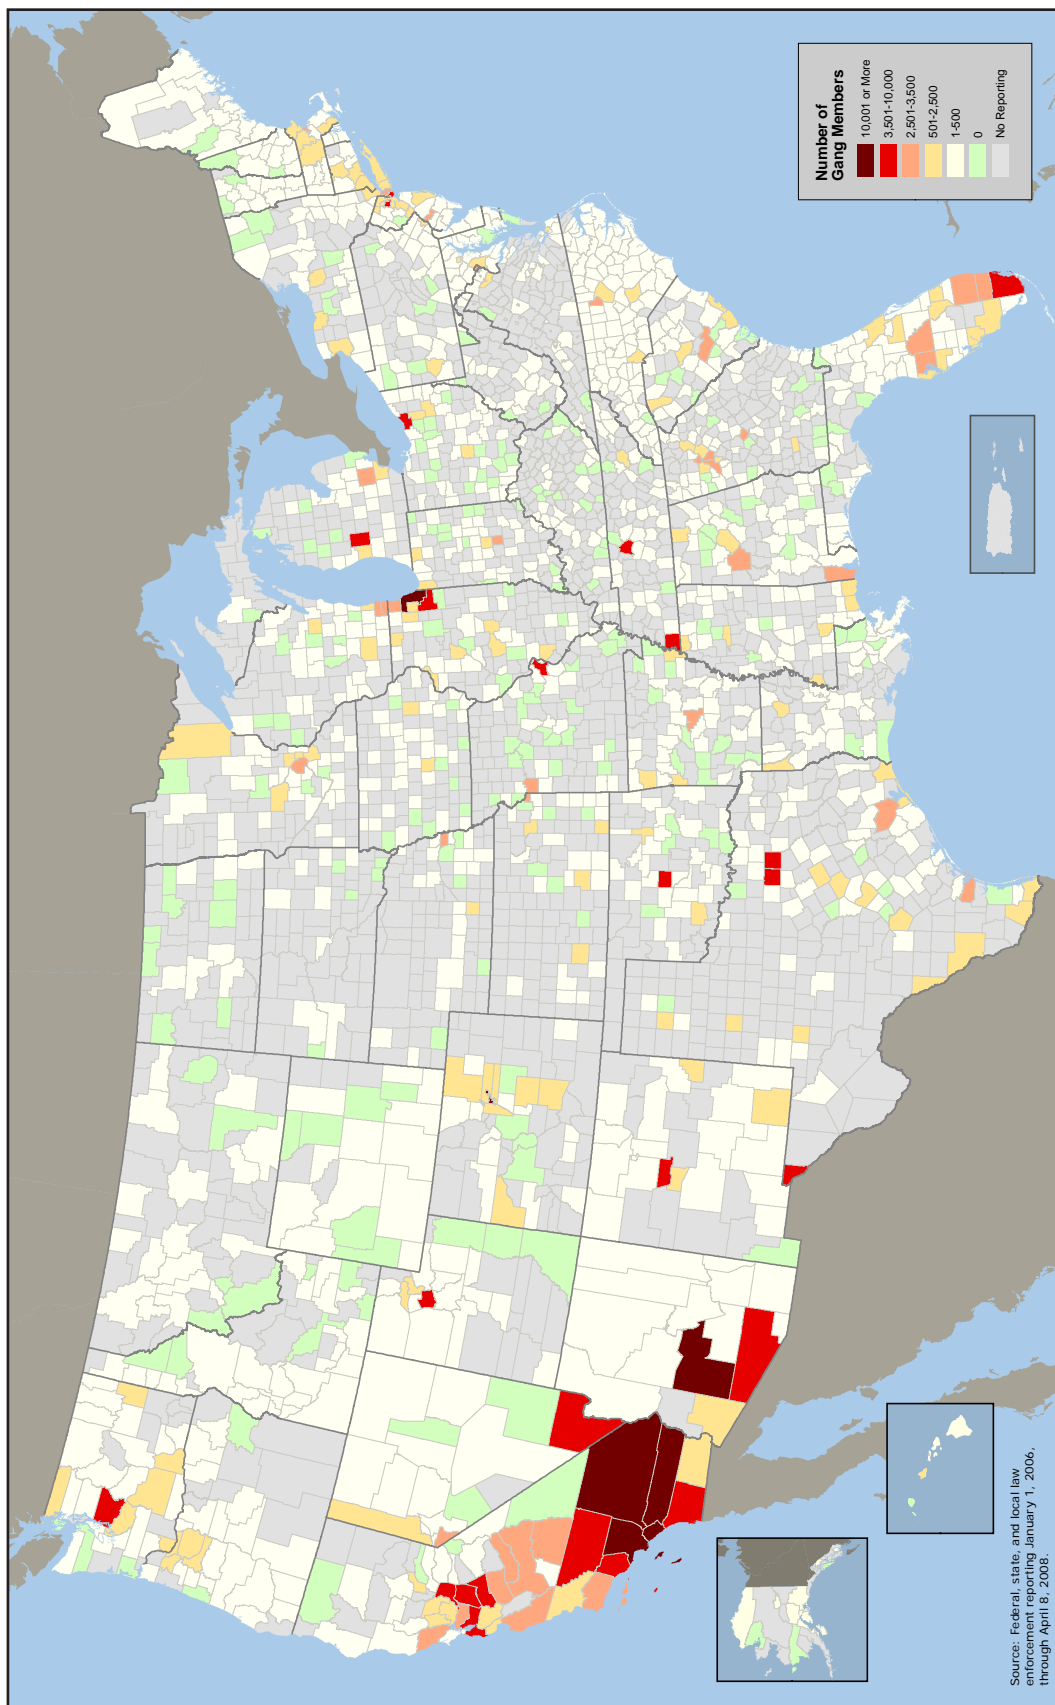 Number of
Gang Members
10,001 or More
3,501-10,000
2,501-3,500
501-2,500
1-500
0
No Reporting
Source: Federal, state, and local law
enforcement reporting January 1, 2006,
through April 8, 2008.